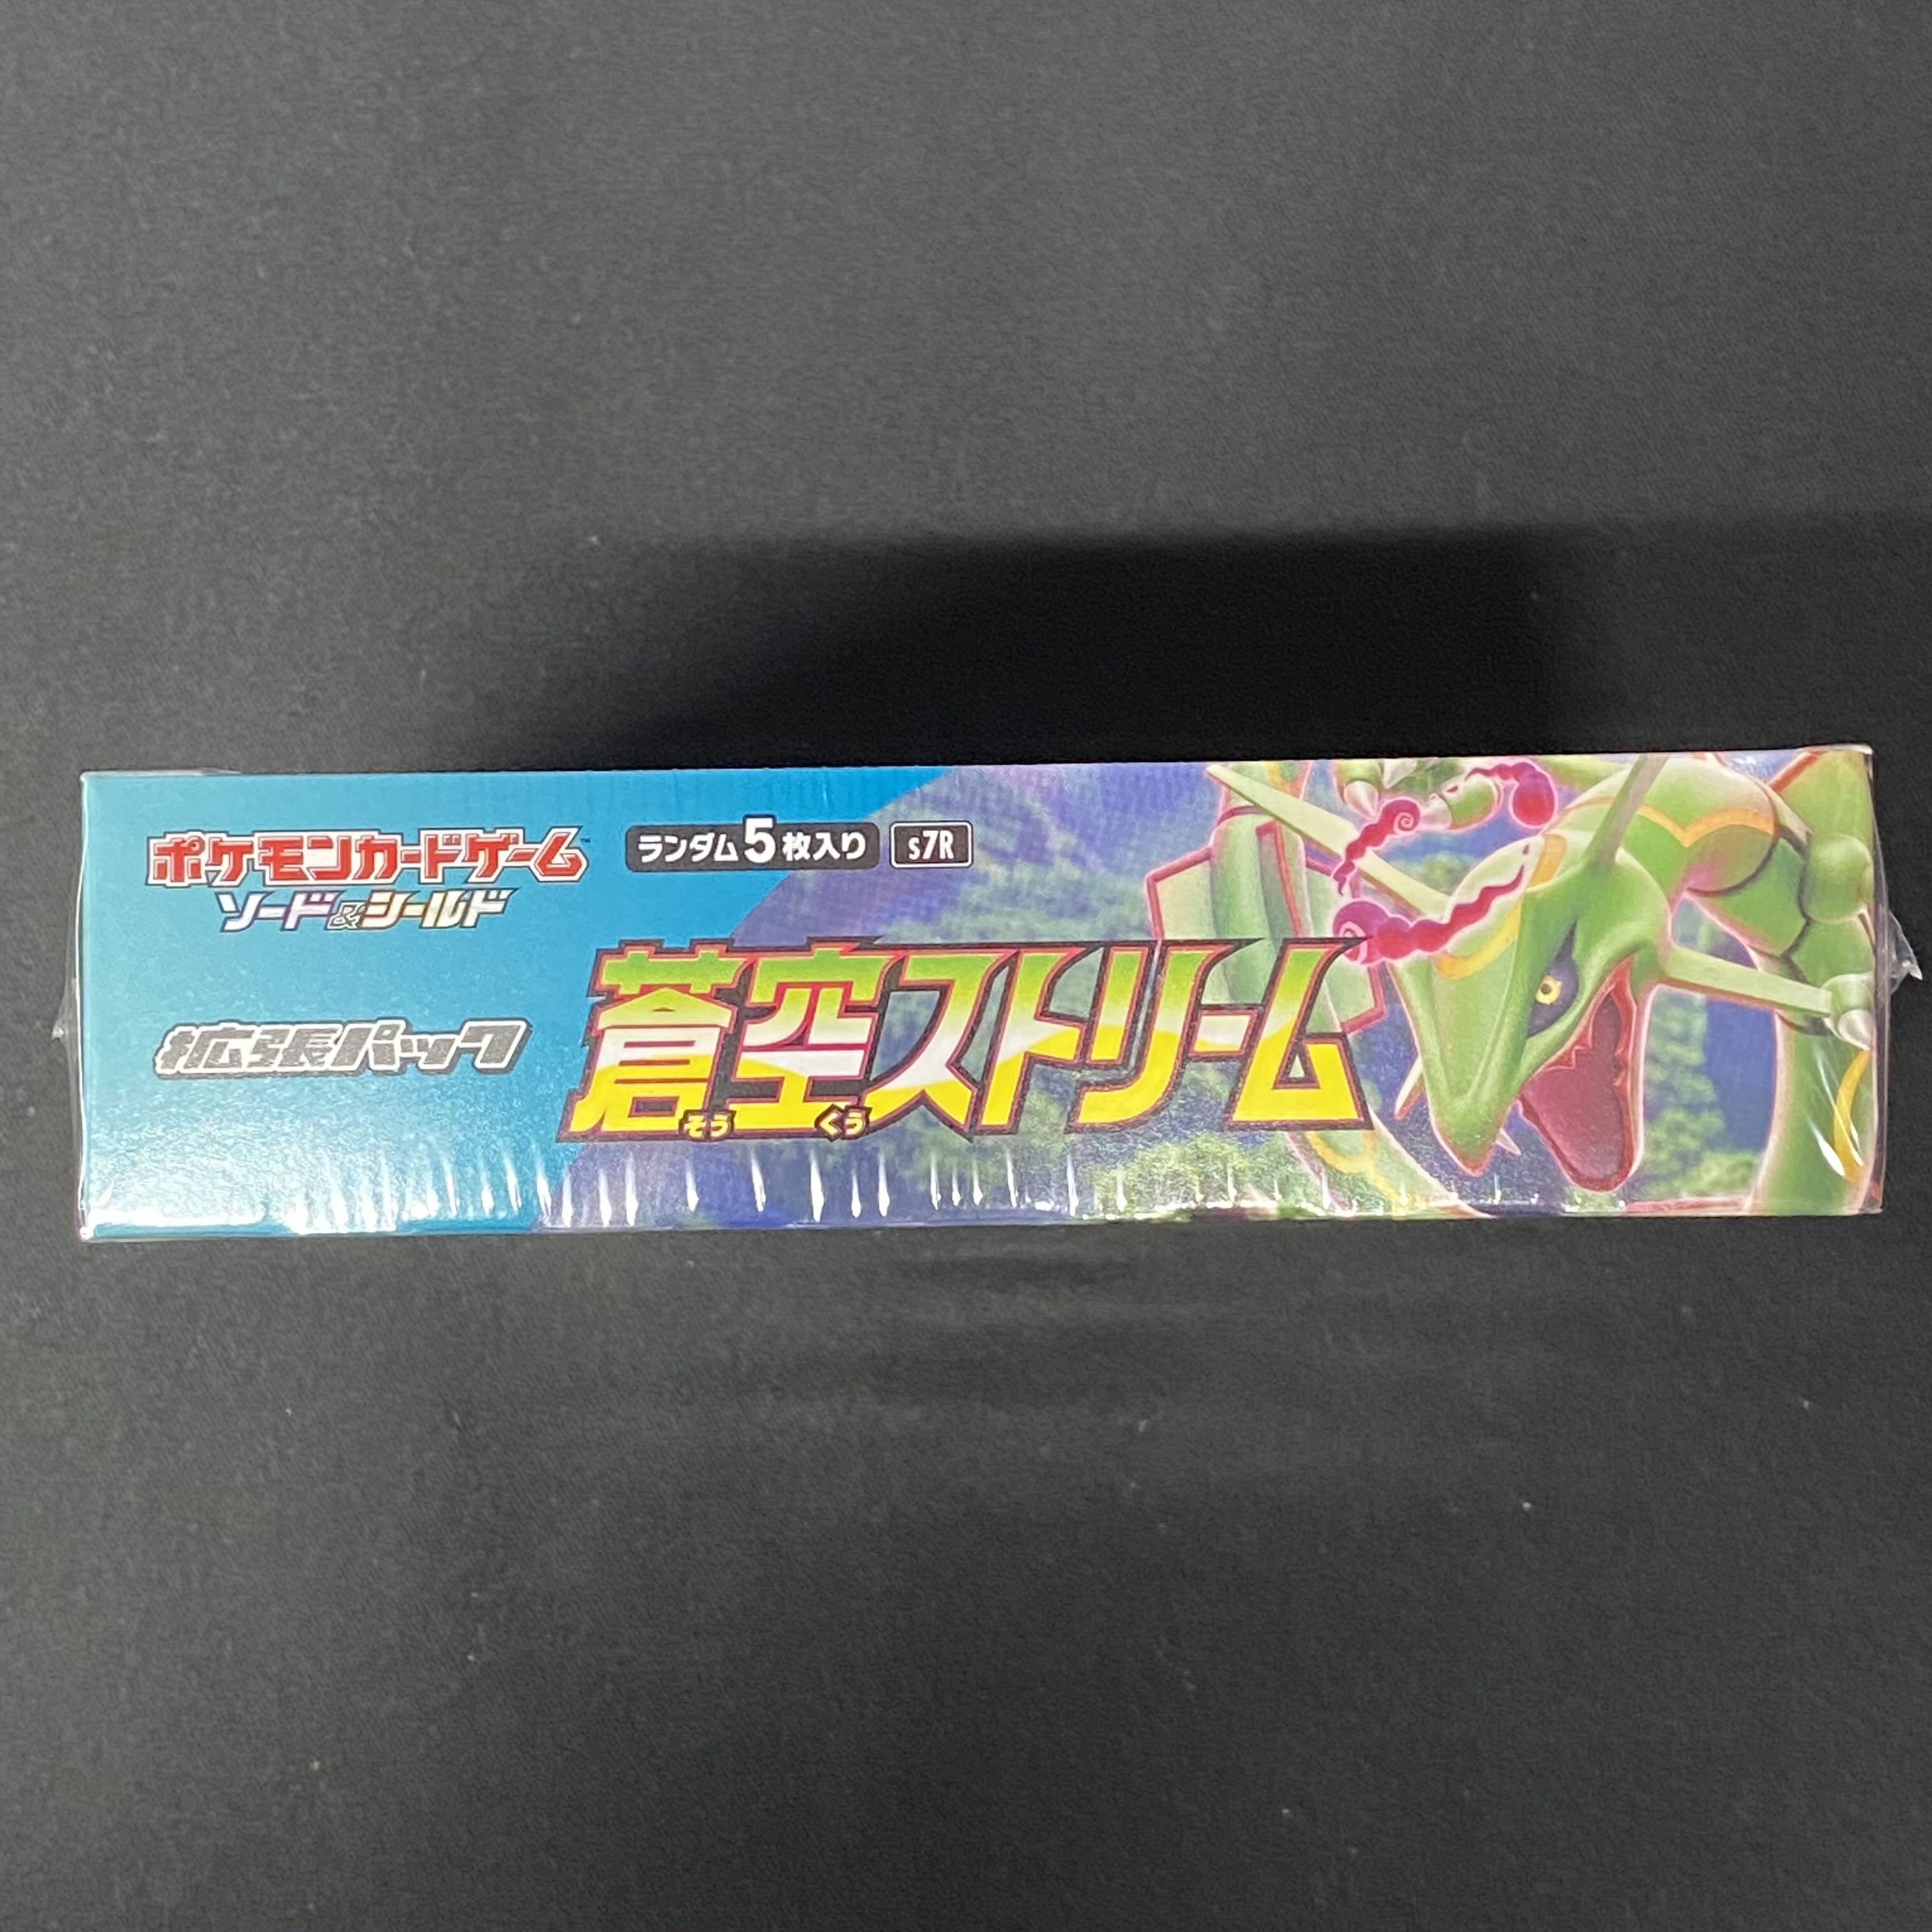 ポケモンカードゲーム™
ソード&シールド
ランダム5枚入り
s7R
拡張パック
蒼空ストリーム
そう くう